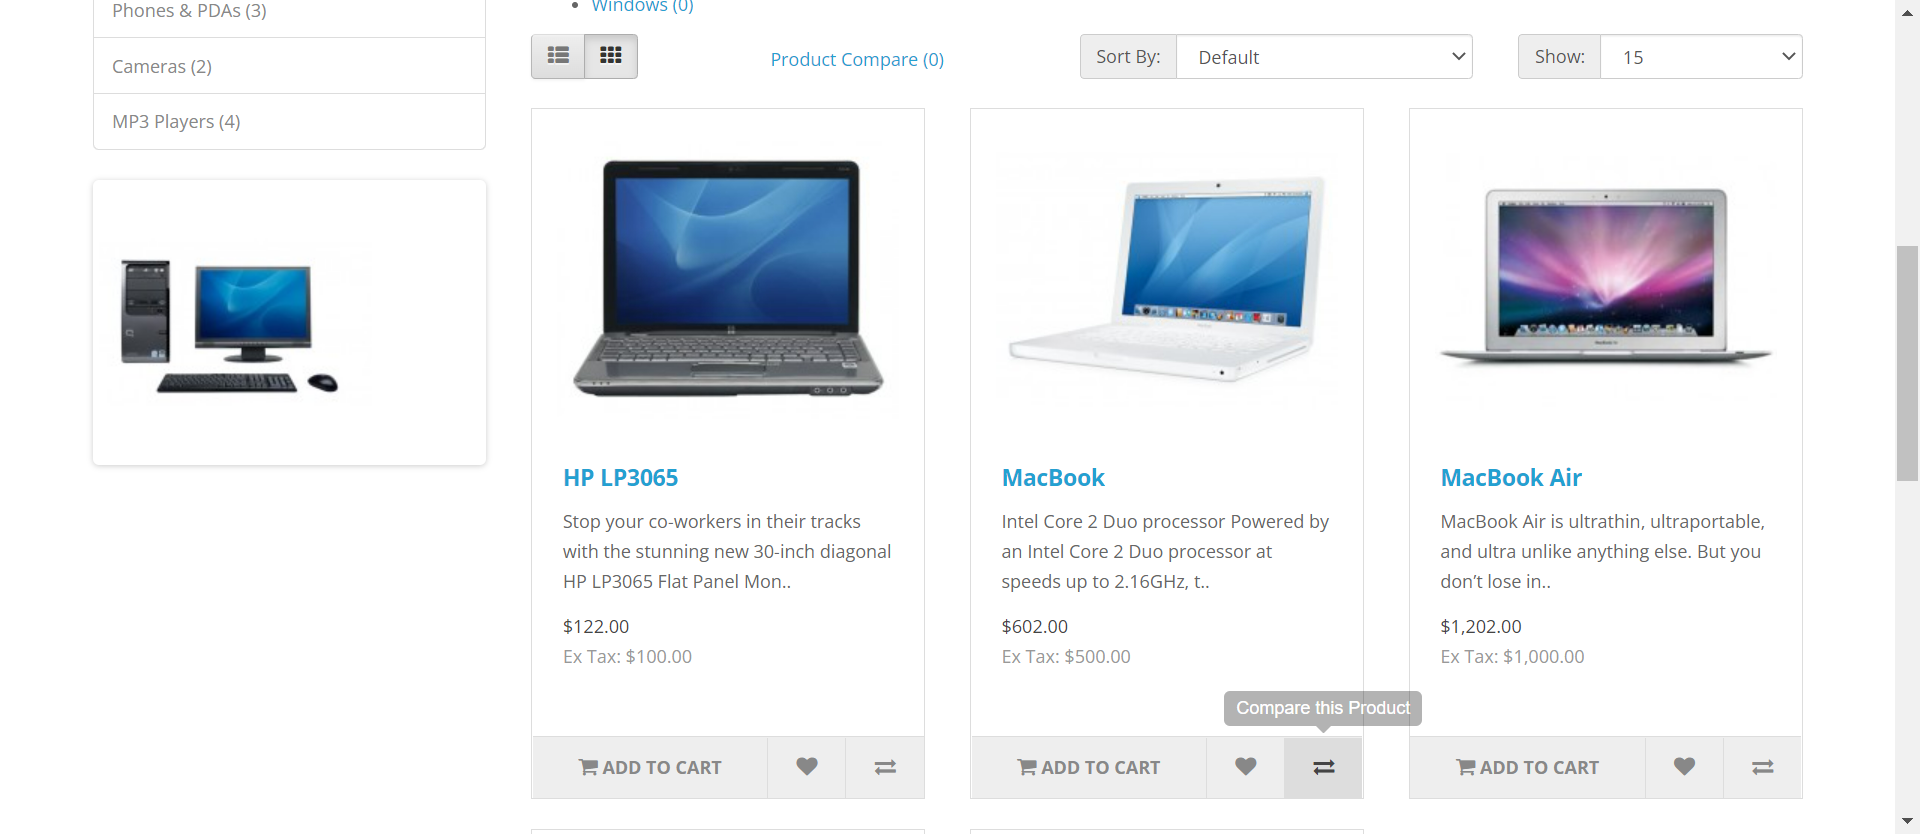 Phones & PDAs (3)
Cameras (2)
MP3 Players (4)
Windows (0)
Product Compare (0)
Sort By:
Default
Show:
15
HP LP3065
Stop your co-workers in their tracks
with the stunning new 30-inch diagonal
HP LP3065 Flat Panel Mon..
$122.00
Ex Tax: $100.00
ADD TO CART
MacBook
Intel Core 2 Duo processor Powered by
an Intel Core 2 Duo processor at
speeds up to 2.16GHz, t..
$602.00
Ex Tax: $500.00
Compare this Product
ADD TO CART
MacBook Air
MacBook Air is ultrathin, ultraportable,
and ultra unlike anything else. But you
don’t lose in..
$1,202.00
Ex Tax: $1,000.00
ADD TO CART